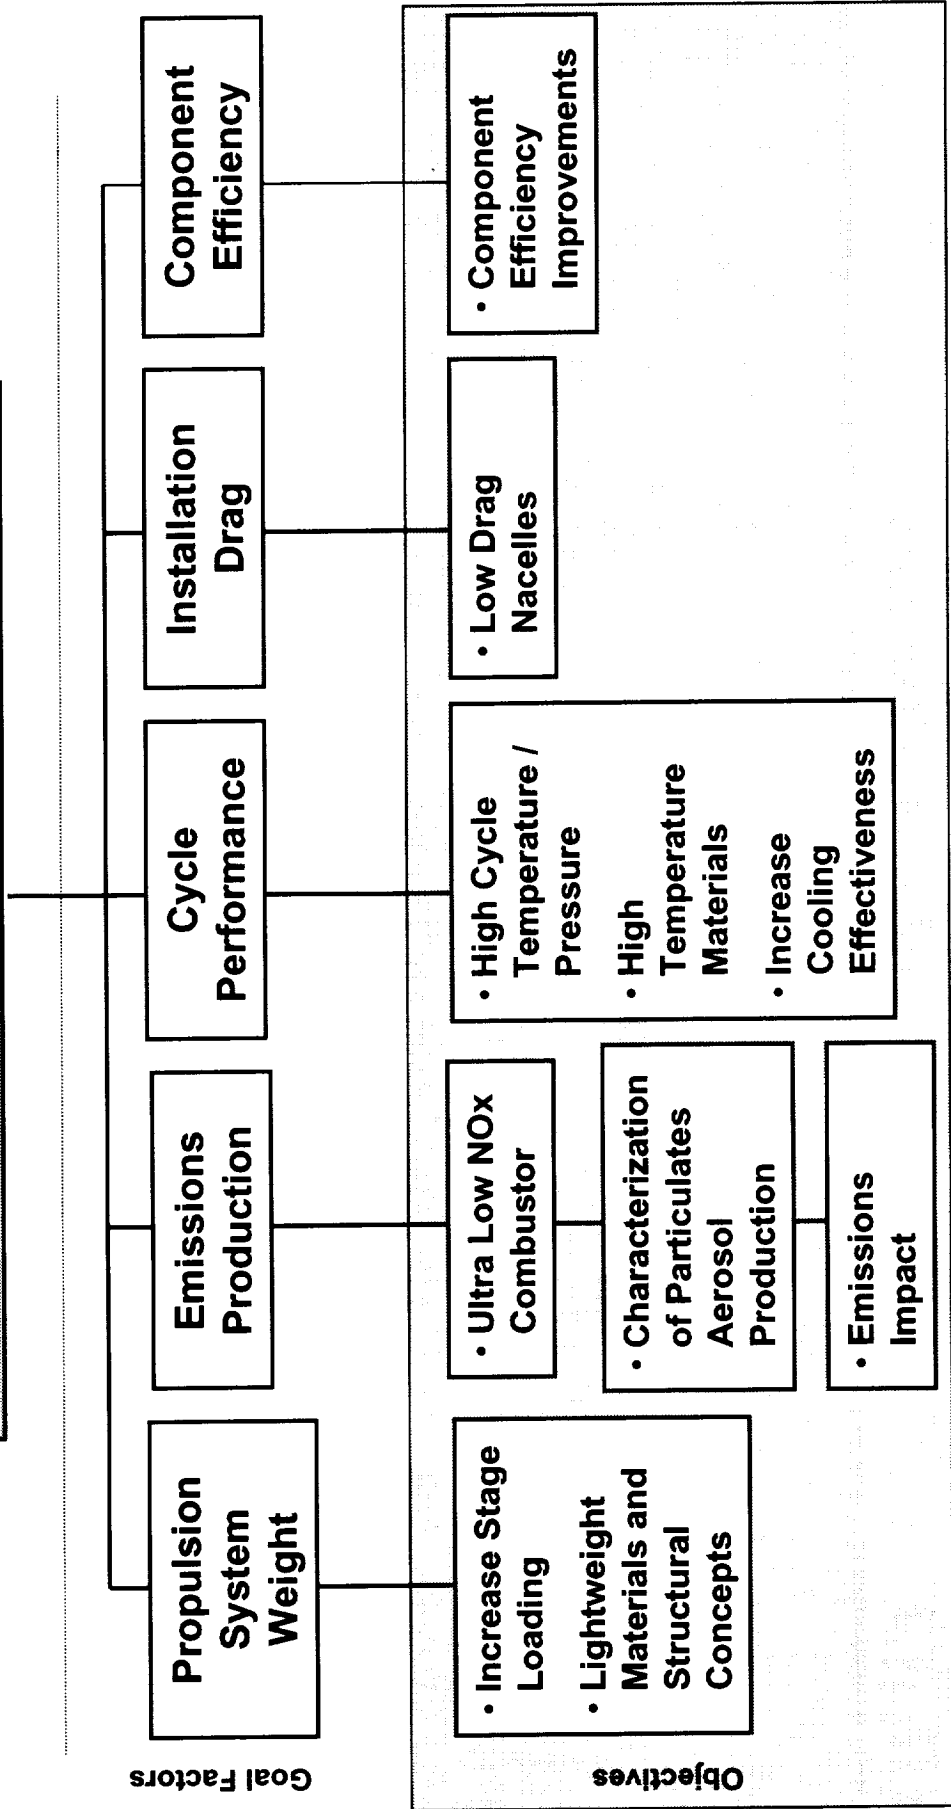 Goal Factors
Propulsion
System
Weight
Emissions
Production
Cycle
Performance
Installation
Drag
Component
Efficiency
Objectives
• Increase Stage
Loading
• Lightweight
Materials and
Structural
Concepts
• Ultra Low NOx
Combustor
• Characterization
of Particulates
Aerosol
Production
• Emissions
Impact
• High Cycle
Temperature /
Pressure
• High
Temperature
Materials
• Increase
Cooling
Effectiveness
• Low Drag
Nacelles
• Component
Efficiency
Improvements